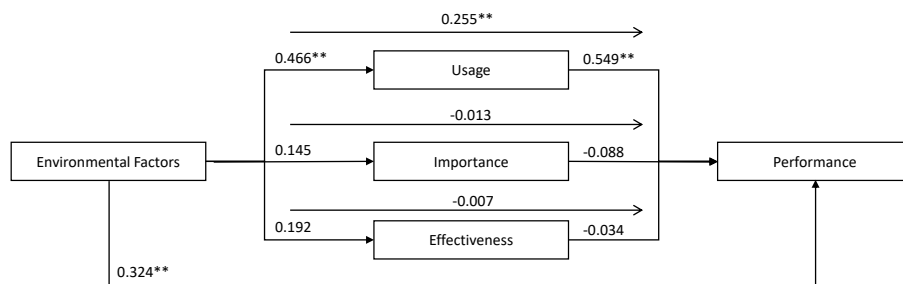 0.255**
0.466**
Usage
0.549**
-0.013
Environmental Factors
0.145
Importance
-0.088
Performance
-0.007
0.192
Effectiveness
-0.034
0.324**